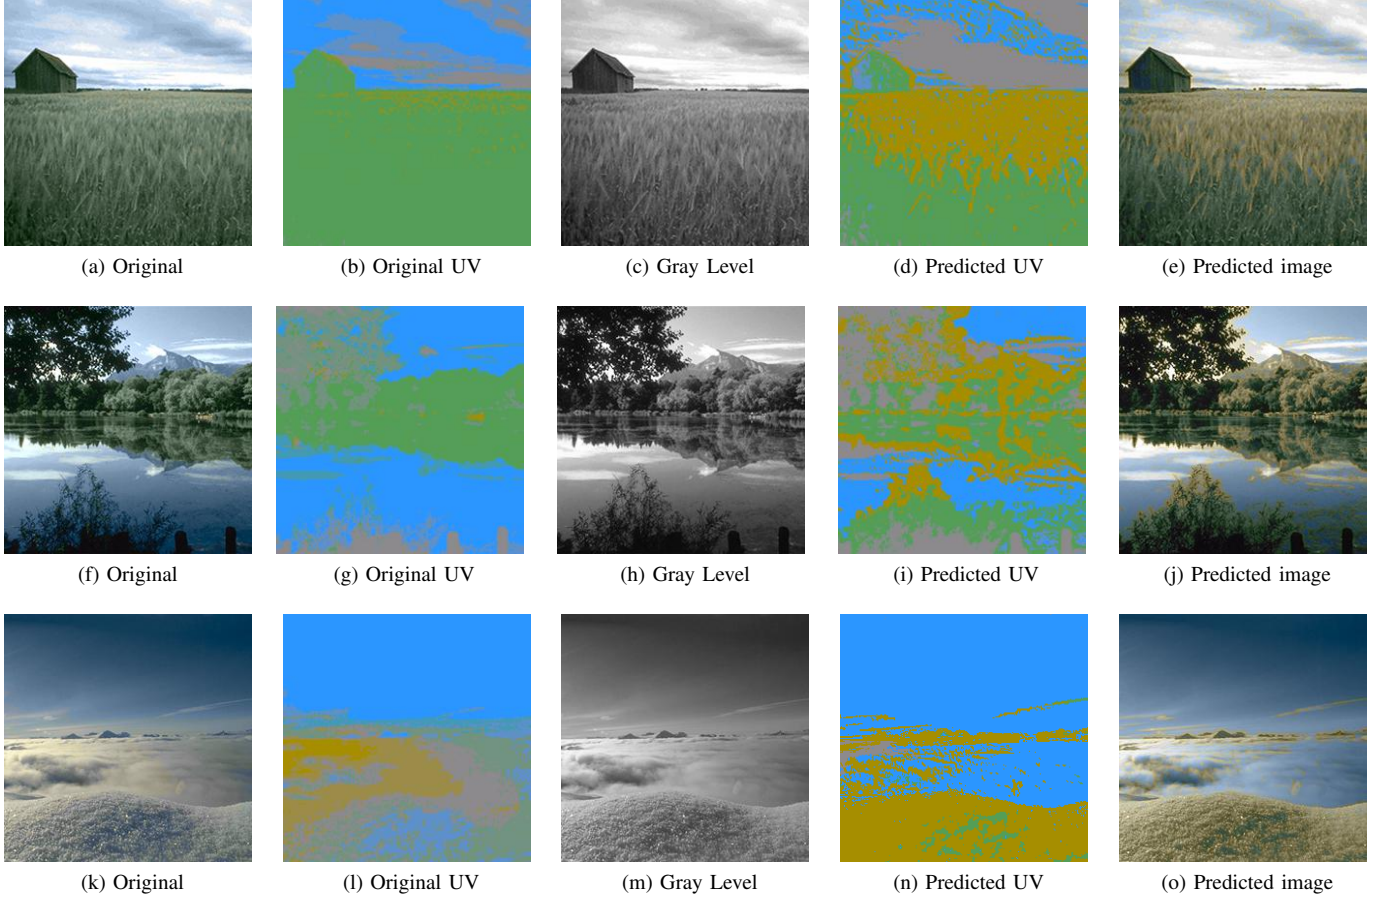 (a) Original
(b) Original UV
(c) Gray Level
(d) Predicted UV
(e) Predicted image
(f) Original
(g) Original UV
(h) Gray Level
(i) Predicted UV
(j) Predicted image
(k) Original
(l) Original UV
(m) Gray Level
(n) Predicted UV
(o) Predicted image